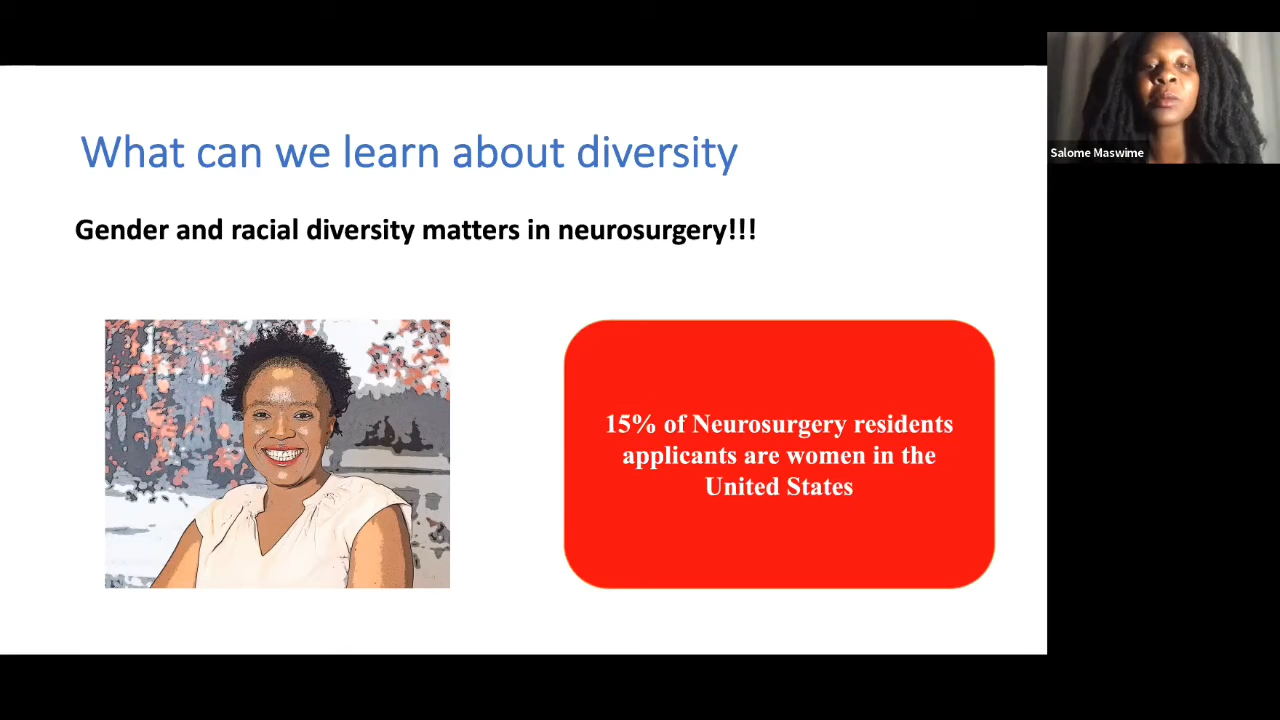 What can we learn about diversity
Gender and racial diversity matters in neurosurgery!!!
15% of Neurosurgery residents
applicants are women in the
United States
Salome Maswime